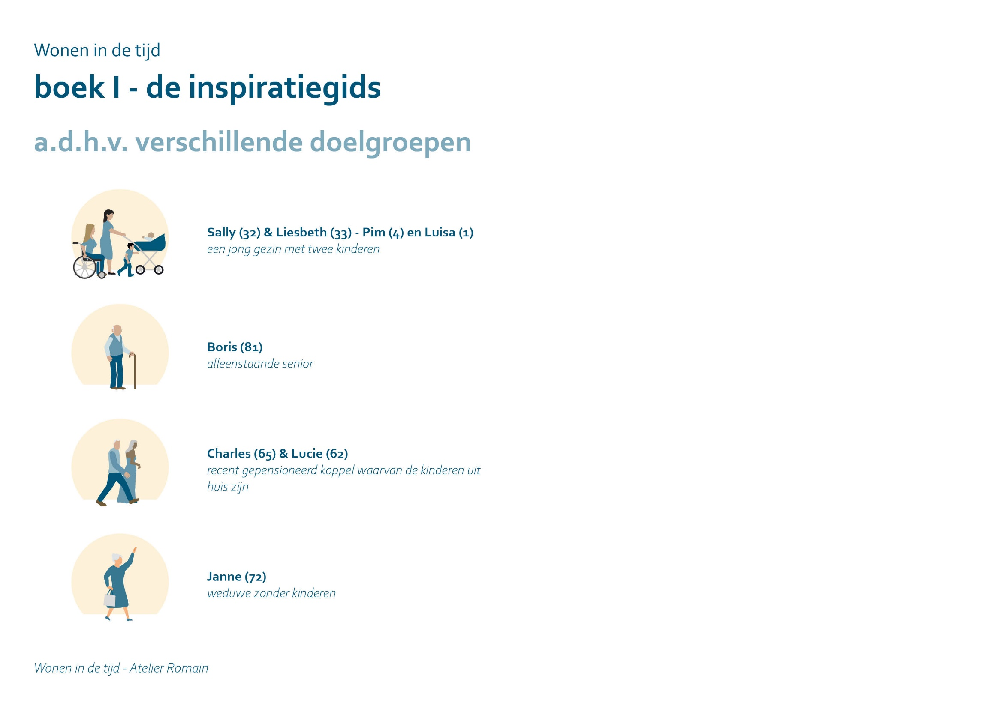 Wonen in de tijd
boek I - de inspiratiegids
a.d.h.v. verschillende doelgroepen
Sally (32) & Liesbeth (33) - Pim (4) en Luisa (1)
een jong gezin met twee kinderen
Boris (81)
alleenstaande senior
Charles (65) & Lucie (62)
recent gepensioneerd koppel waarvan de kinderen uit
huis zijn
Janne (72)
weduwe zonder kinderen
Wonen in de tijd - Atelier Romain